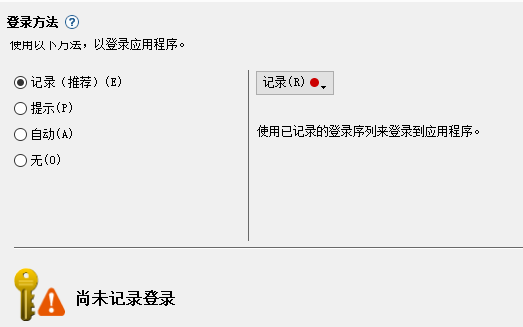 登录方法 ?
使用以下方法，以登录应用程序。
记录（推荐）(E)
提示(P)
自动(A)
无(O)
记录(R)
使用已记录的登录序列来登录到应用程序。
尚未记录登录